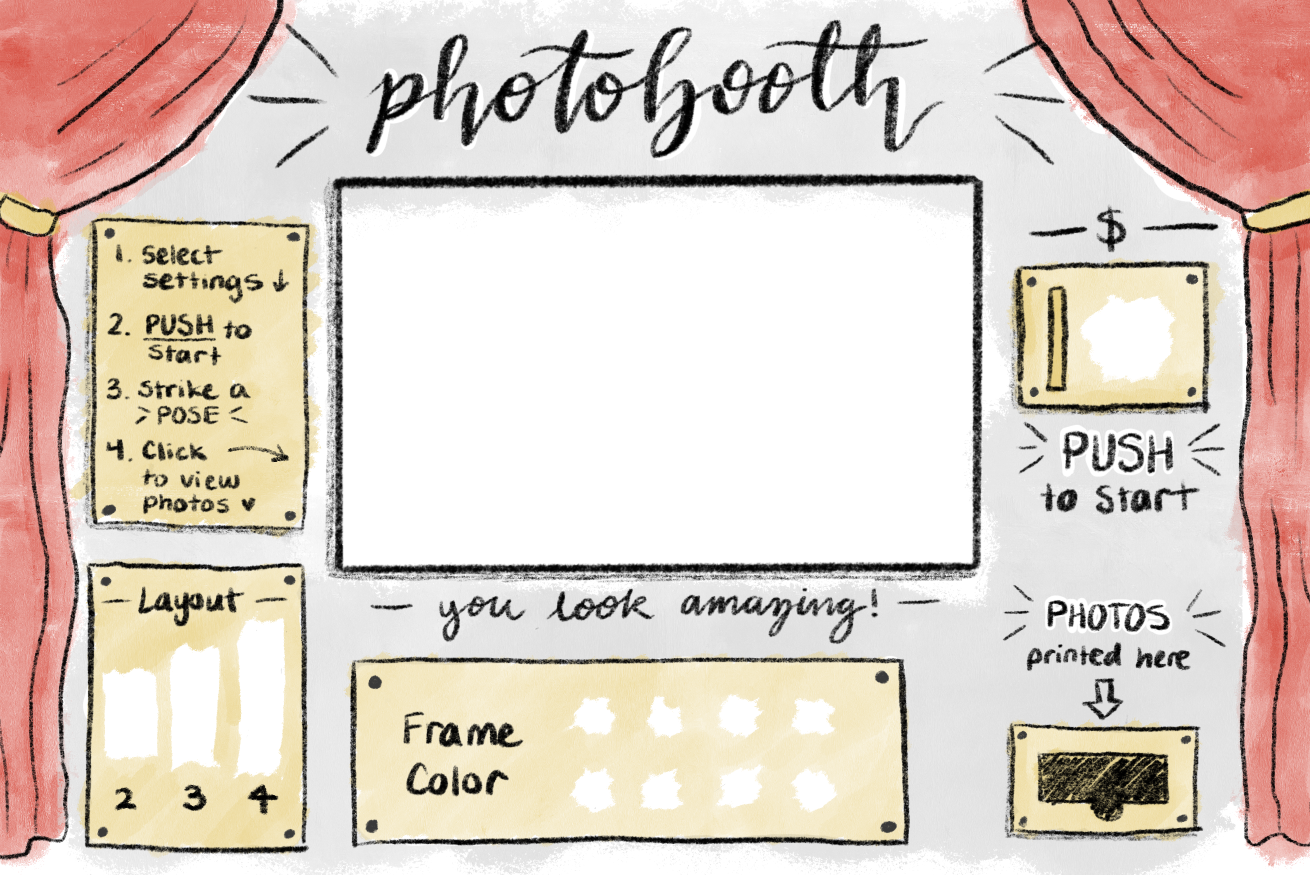 photobooth
1. Select
settings ↓
2. PUSH to
Start
3. Strike a
> POSE <
4. Click →
to view
photos ♥
$
PUSH
to Start
you look amazing!
Layout
2 3 4
Frame
Color
PHOTOS
printed here